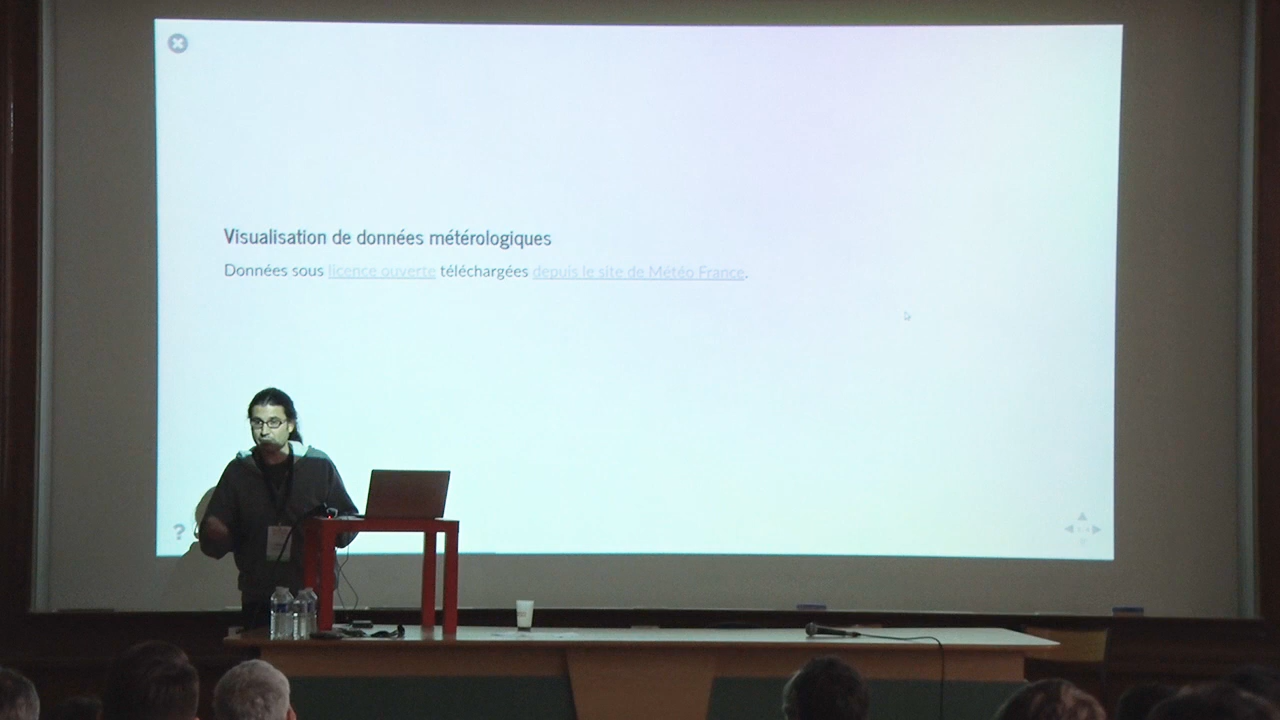 Visualisation de données métérologiques
Données sous licence ouverte téléchargées depuis le site de Météo France.
?